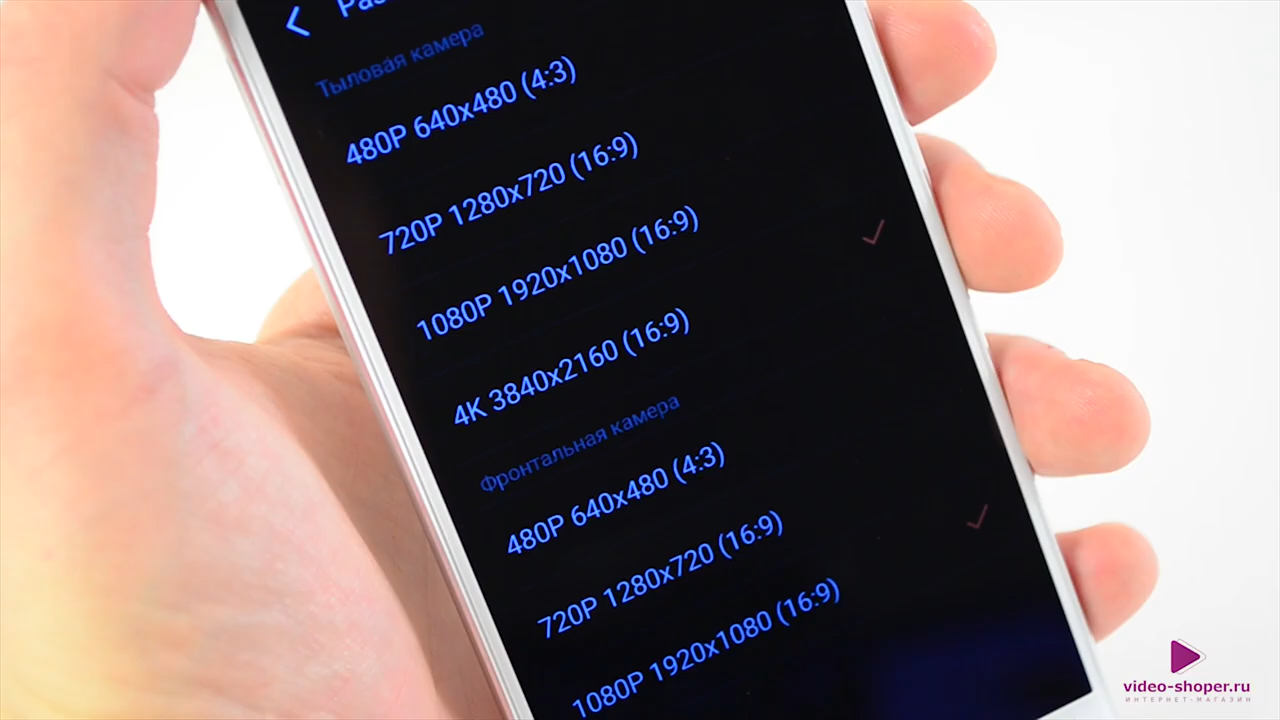 Тыловая камера
480P 640x480 (4:3)
720P 1280x720 (16:9)
1080P 1920x1080 (16:9)
4K 3840x2160 (16:9)
Фронтальная камера
480P 640x480 (4:3)
720P 1280x720 (16:9)
1080P 1920x1080 (16:9)
video-shoper.ru
ИНТЕРНЕТ-МАГАЗИН